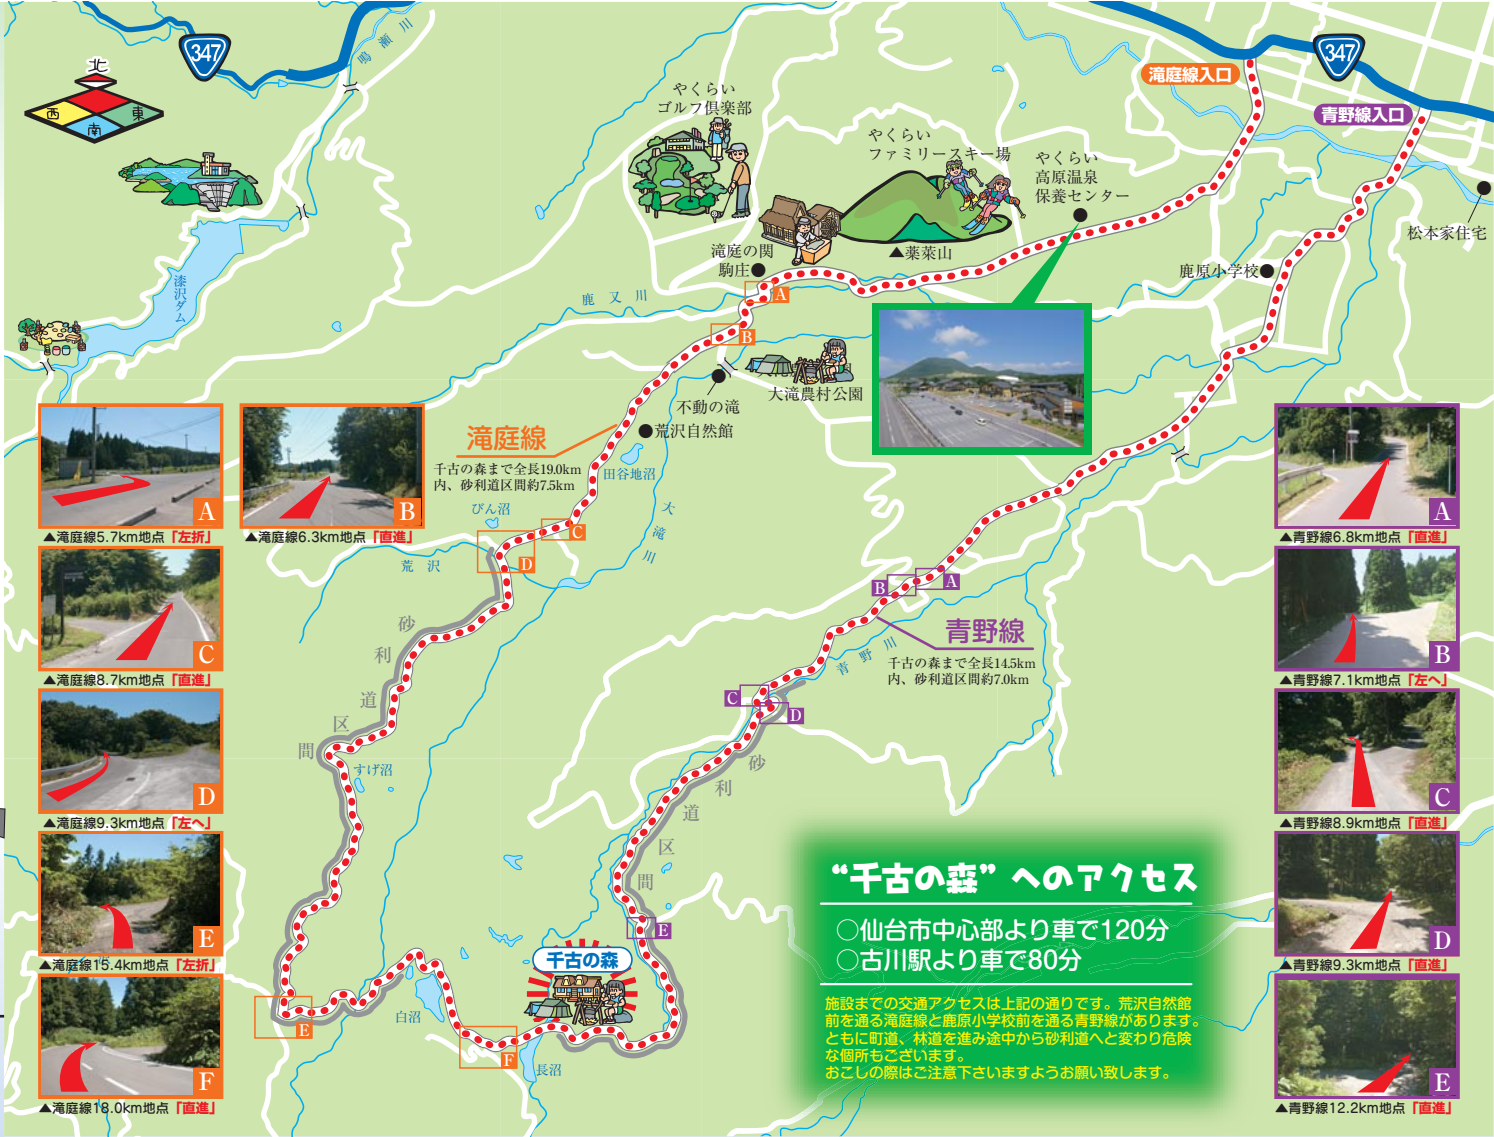 347
鳴瀬川
北
西
東
南
漆沢ダム
やくらい
ゴルフ倶楽部
やくらい
ファミリースキー場
やくらい
高原温泉
保養センター
滝庭線入口
347
青野線入口
松本家住宅
鹿原小学校
▲薬莱山
滝庭の関
駒庄
鹿又川
A
B
大滝農村公園
不動の滝
荒沢自然館
滝庭線
千古の森まで全長19.0km
内、砂利道区間約7.5km
田谷地沼
びん沼
大滝川
C
D
荒沢
砂利道区間
すげ沼
B
A
青野線
千古の森まで全長14.5km
内、砂利道区間約7.0km
青野川
C
D
砂利道区間
E
千古の森
白沼
長沼
E
F
A
▲滝庭線5.7km地点「左折」
B
▲滝庭線6.3km地点「直進」
C
▲滝庭線8.7km地点「直進」
D
▲滝庭線9.3km地点「左へ」
E
▲滝庭線15.4km地点「左折」
F
▲滝庭線18.0km地点「直進」
A
▲青野線6.8km地点「直進」
B
▲青野線7.1km地点「左へ」
C
▲青野線8.9km地点「直進」
D
▲青野線9.3km地点「直進」
E
▲青野線12.2km地点「直進」
“千古の森”へのアクセス
○仙台市中心部より車で120分
○古川駅より車で80分
施設までの交通アクセスは上記の通りです。荒沢自然館
前を通る滝庭線と鹿原小学校前を通る青野線があります。
ともに町道、林道を進み途中から砂利道へと変わり危険
な個所もございます。
おこしの際はご注意下さいますようお願い致します。